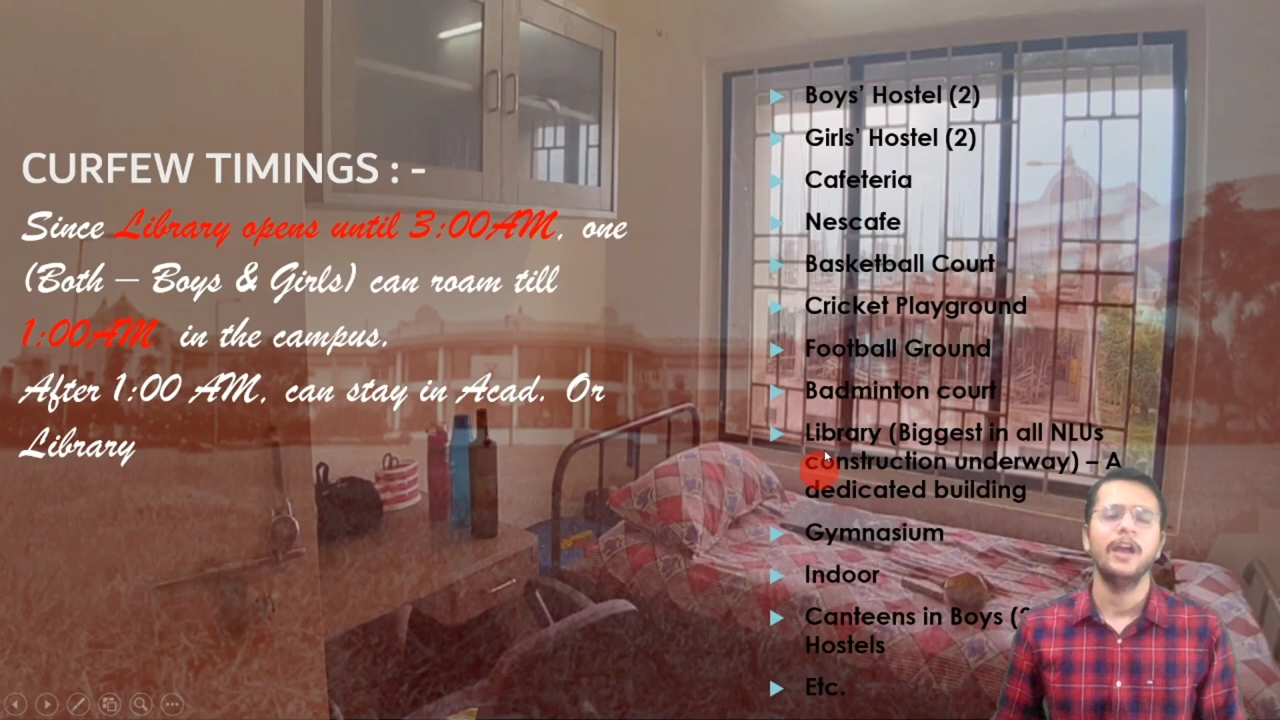 CURFEW TIMINGS : -
Since Library opens until 3:00AM, one
(Both – Boys & Girls) can roam till
1:00AM in the campus.
After 1:00 AM, can stay in Acad. Or
Library
Boys' Hostel (2)
Girls' Hostel (2)
Cafeteria
Nescafe
Basketball Court
Cricket Playground
Football Ground
Badminton court
Library (Biggest in all NLUs
construction underway) – A
dedicated building
Gymnasium
Indoor
Canteens in Boys (
Hostels
Etc.